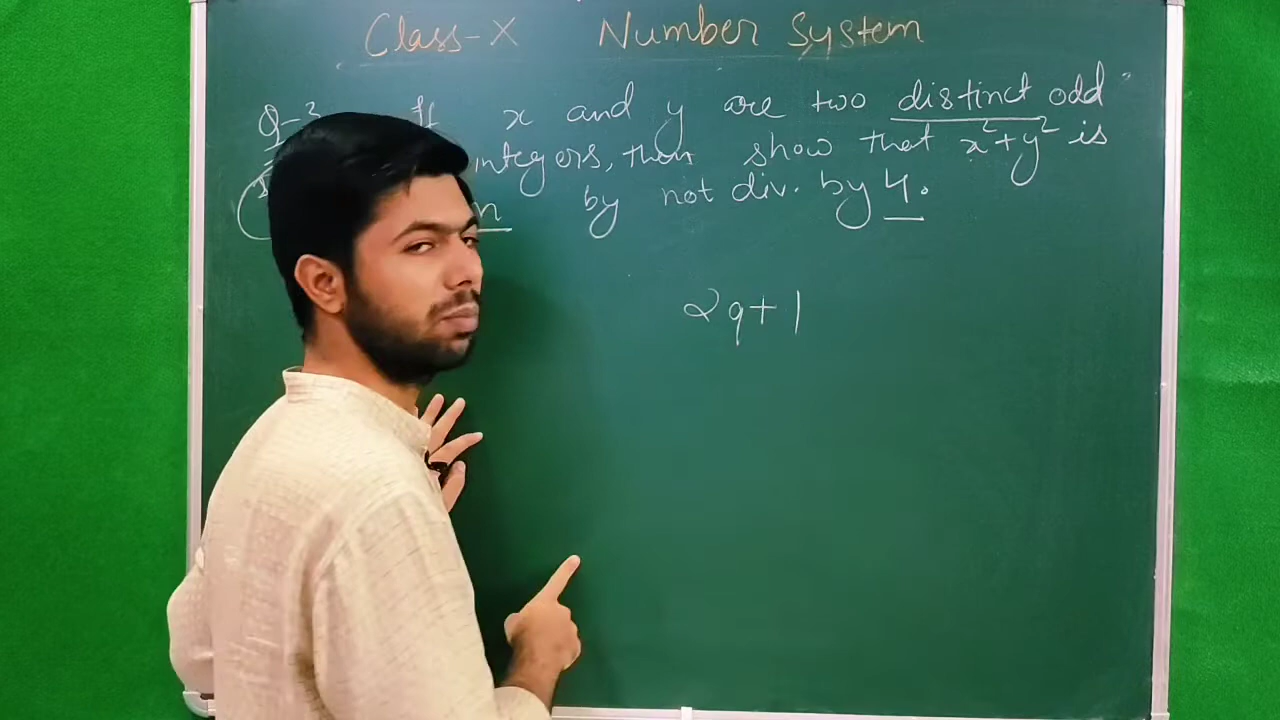 Class-X Number System
Q-3 If x and y are two distinct odd
integers, then show that x²+y² is
by not div. by 4.
2q+1